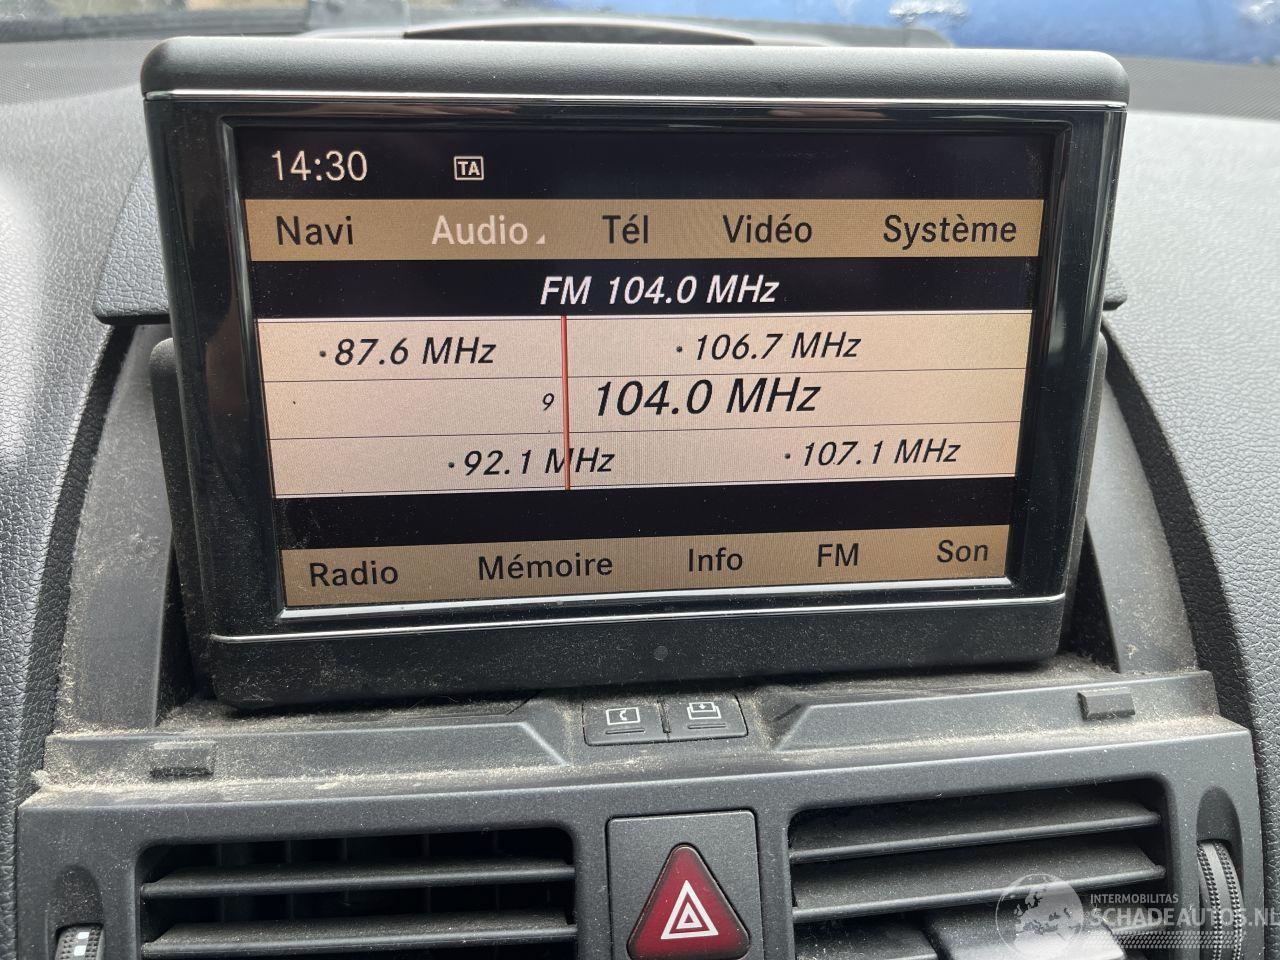 14:30 TA
Navi Audio Tél Vidéo Système
FM 104.0 MHz
·87.6 MHz ·106.7 MHz
9 104.0 MHz
·92.1 MHz ·107.1 MHz
Radio Mémoire Info FM Son
INTERMOBILITAS
SCHADEAUTOS.NL